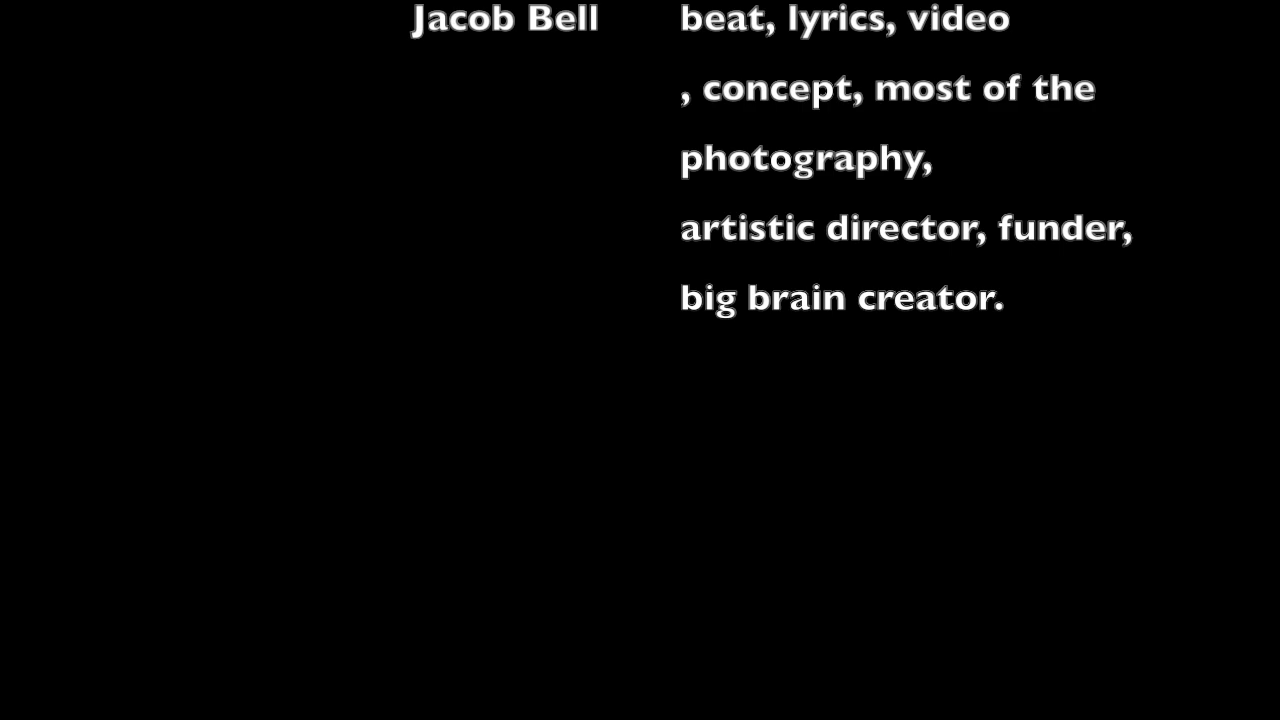 Jacob Bell beat, lyrics, video
, concept, most of the
photography,
artistic director, funder,
big brain creator.